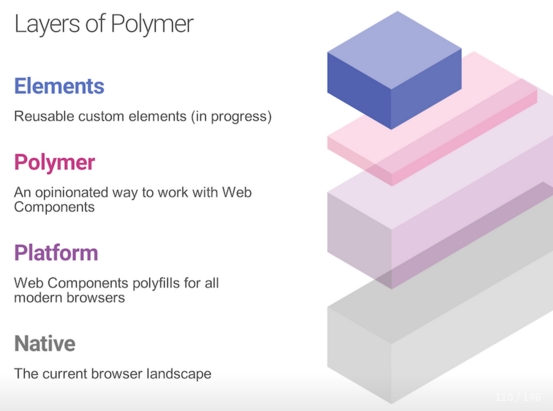 Layers of Polymer
Elements
Reusable custom elements (in progress)
Polymer
An opinionated way to work with Web
Components
Platform
Web Components polyfills for all
modern browsers
Native
The current browser landscape